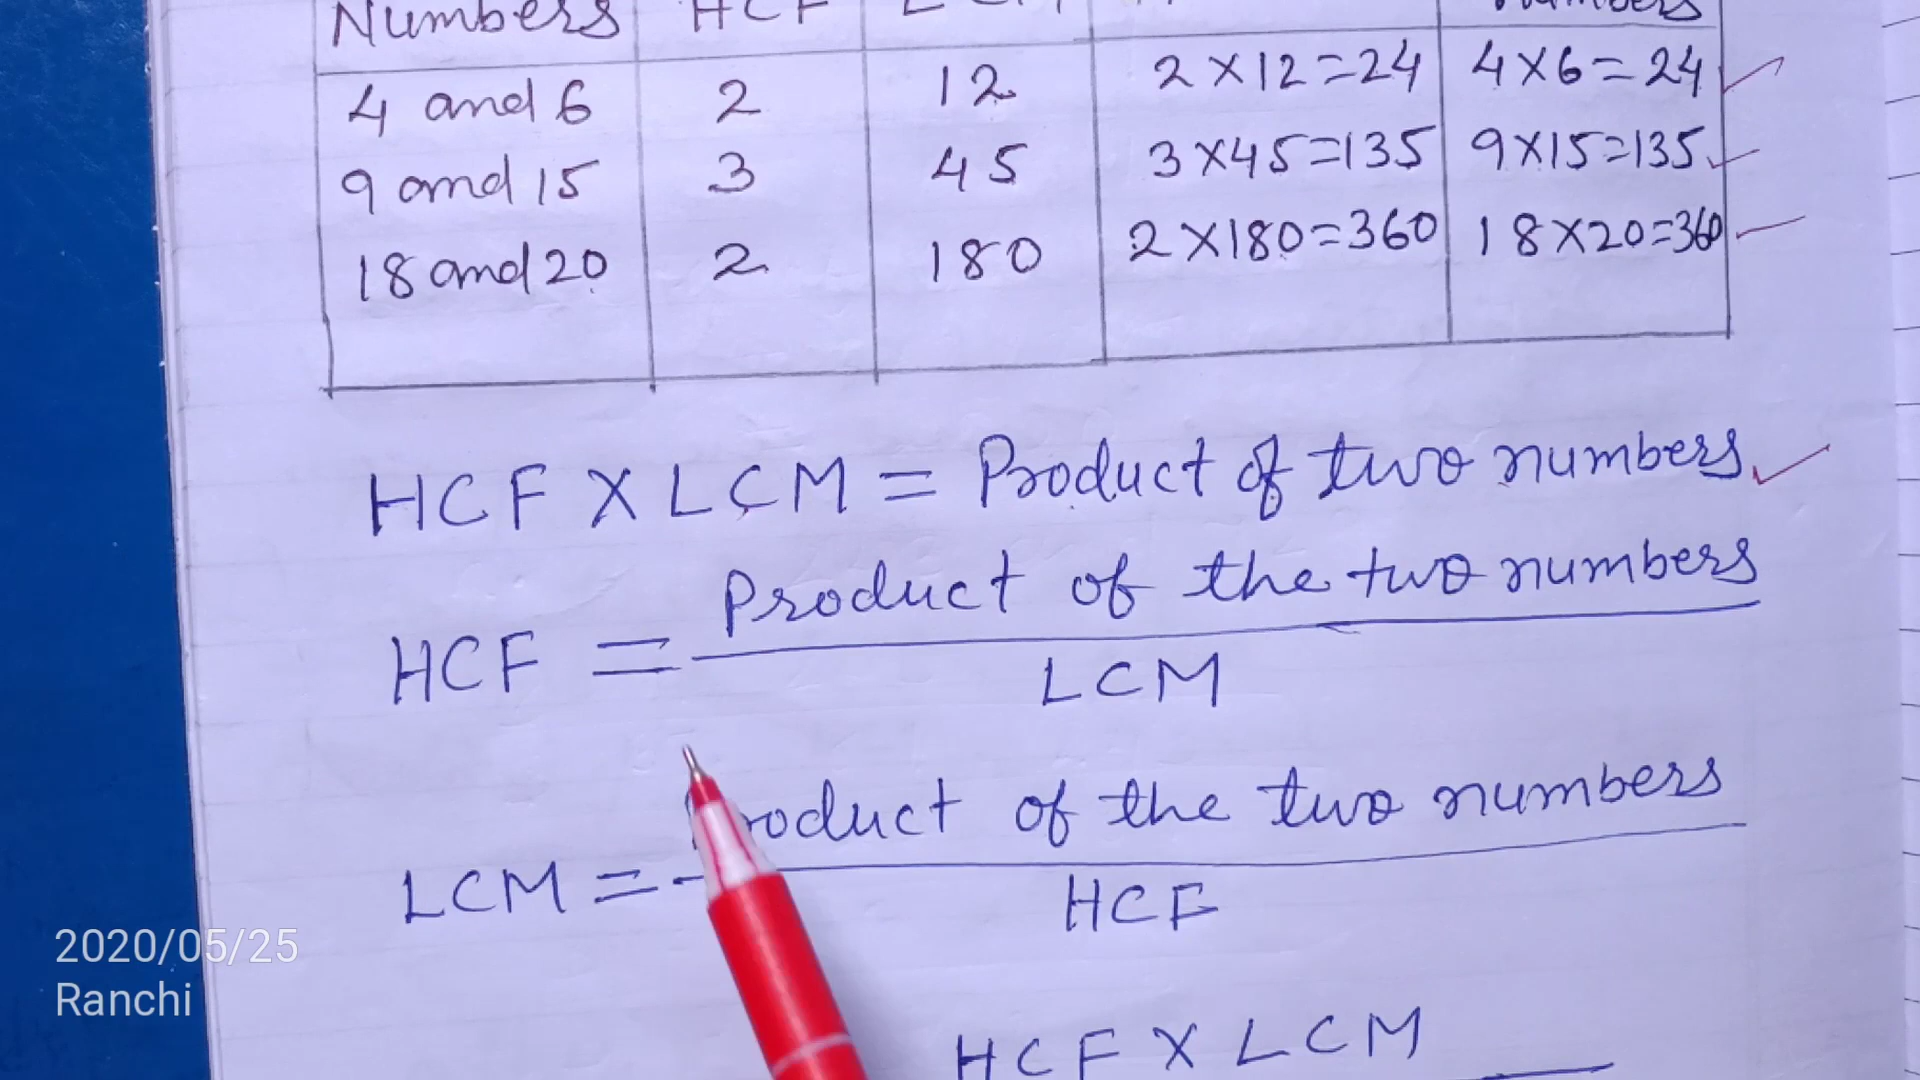 Numbers HCF LCM numbers
4 and 6 2 12 2 X 12 = 24 4 X 6 = 24
9 and 15 3 45 3 X 45 = 135 9 X 15 = 135
18 and 20 2 180 2 X 180 = 360 18 X 20 = 360
HCF X LCM = Product of two numbers
HCF = Product of the two numbers
LCM
LCM = Product of the two numbers
HCF
HCF X LCM
2020/05/25
Ranchi